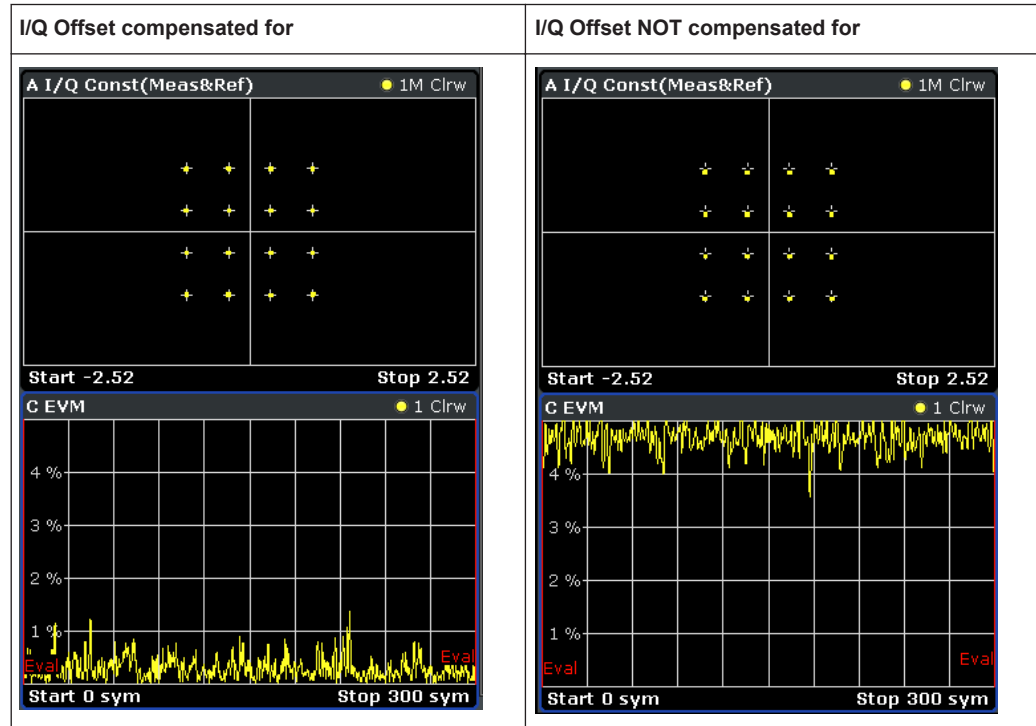 I/Q Offset compensated for
I/Q Offset NOT compensated for
A I/Q Const(Meas&Ref)
1M Clrw
Start -2.52
Stop 2.52
C EVM
1 Clrw
4 %
3 %
2 %
1 %
Eval
Eval
Start 0 sym
Stop 300 sym
A I/Q Const(Meas&Ref)
1M Clrw
Start -2.52
Stop 2.52
C EVM
1 Clrw
4 %
3 %
2 %
1 %
Eval
Eval
Start 0 sym
Stop 300 sym